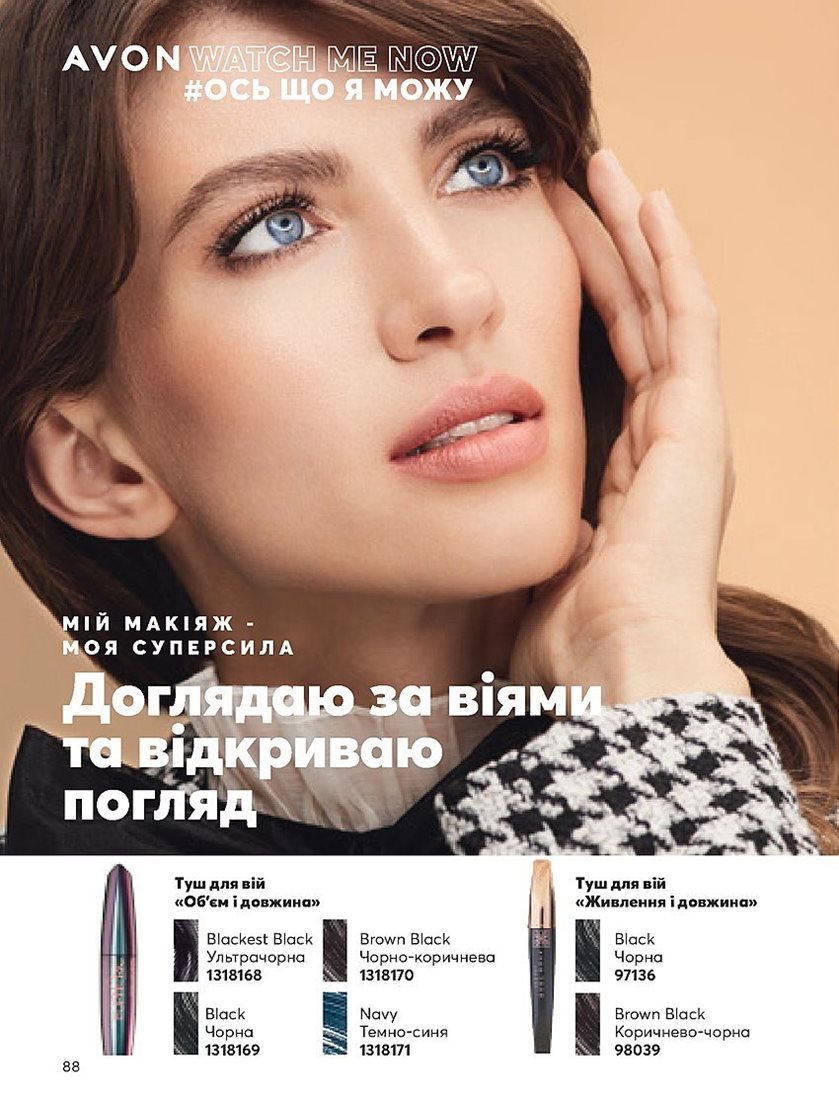 AVON WATCH ME NOW
#ОСЬ ЩО Я МОЖУ
МІЙ МАКІЯЖ -
МОЯ СУПЕРСИЛА
Доглядаю за віями
та відкриваю
погляд
Туш для вій
«Об'єм і довжина»
Blackest Black
Ультрачорна
1318168
Brown Black
Чорно-коричнева
1318170
Black
Чорна
1318169
Navy
Темно-синя
1318171
Туш для вій
«Живлення і довжина»
Black
Чорна
97136
Brown Black
Коричнево-чорна
98039
88